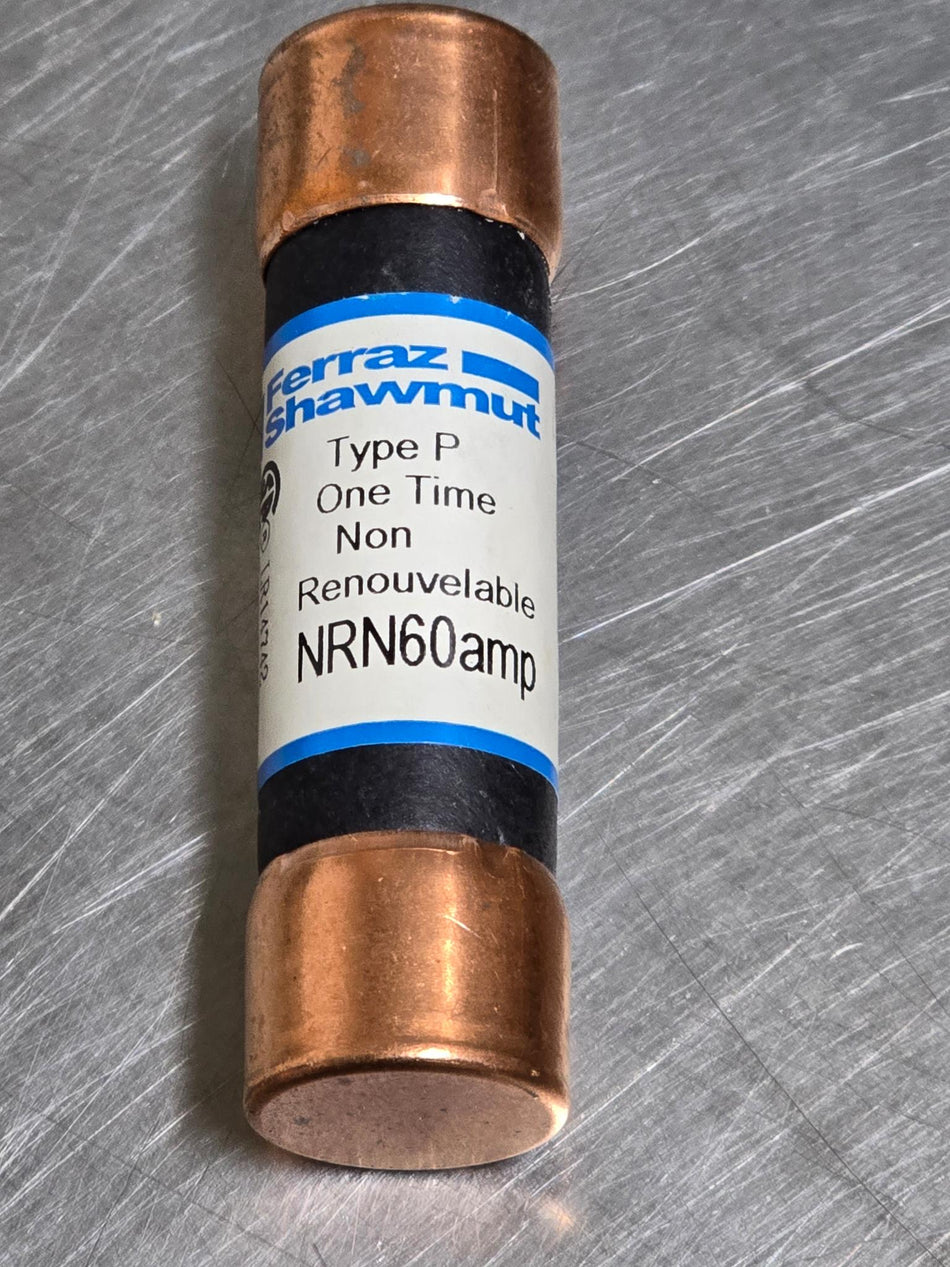 Ferraz
Shawmut
Type P
One Time
Non
Renouvelable
NRN60amp